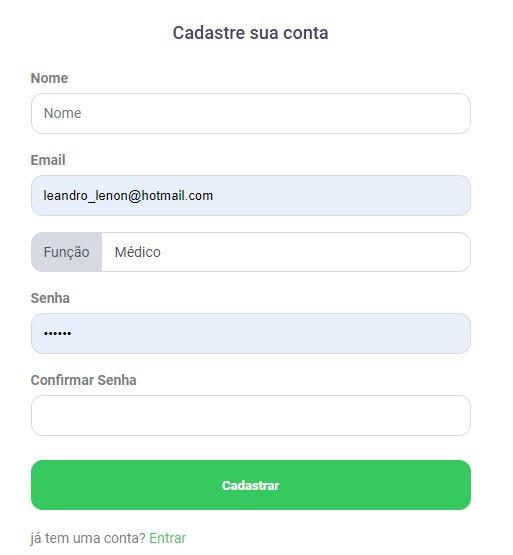 Cadastre sua conta
Nome
Nome
Email
leandro_lenon@hotmail.com
Função Médico
Senha
••••••
Confirmar Senha
Cadastrar
já tem uma conta? Entrar